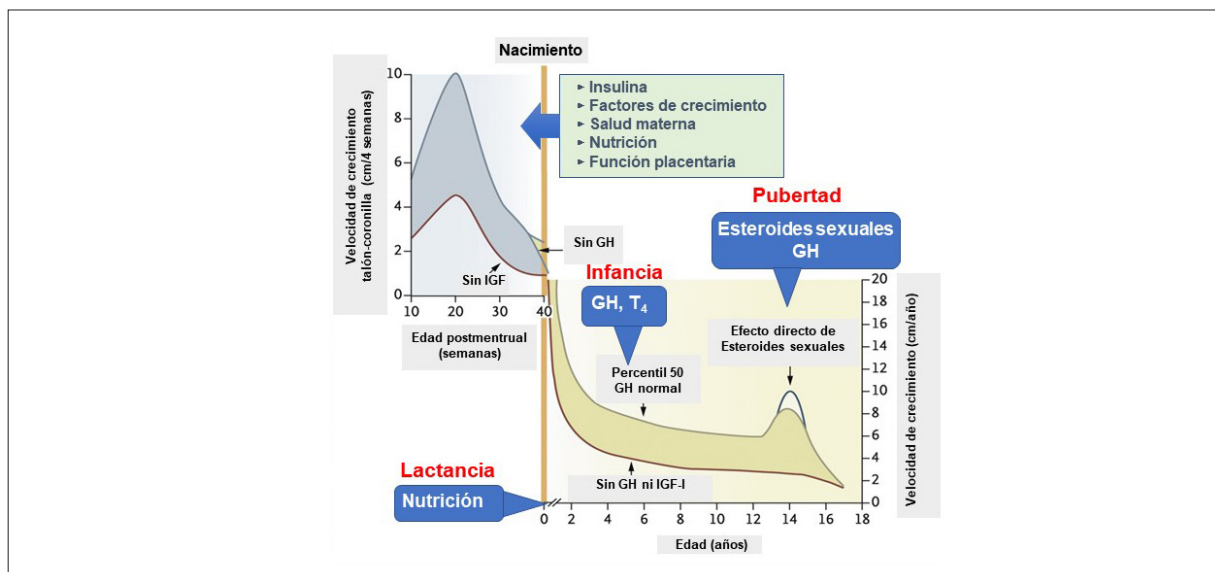 Nacimiento
Velocidad de crecimiento
talón-coronilla (cm/4 semanas)
10
8
6
4
2
0
▸ Insulina
▸ Factores de crecimiento
▸ Salud materna
▸ Nutrición
▸ Función placentaria
Sin GH
Sin IGF
10
20
30
40
Edad postmentrual
(semanas)
Infancia
GH, T4
Pubertad
Esteroides sexuales
GH
Efecto directo de
Esteroides sexuales
Percentil 50
GH normal
Sin GH ni IGF-I
Lactancia
Nutrición
20
18
16
14
12
10
8
6
4
2
0
Velocidad de crecimiento (cm/año)
0
2
4
6
8
10
12
14
16
18
Edad (años)